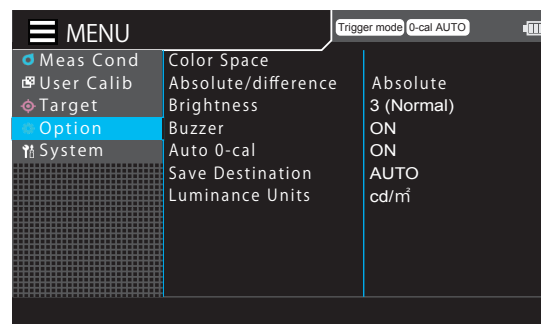 MENU
Trigger mode 0-cal AUTO
Meas Cond
User Calib
Target
Option
System
Color Space
Absolute/difference Absolute
Brightness 3 (Normal)
Buzzer ON
Auto 0-cal ON
Save Destination AUTO
Luminance Units cd/㎡